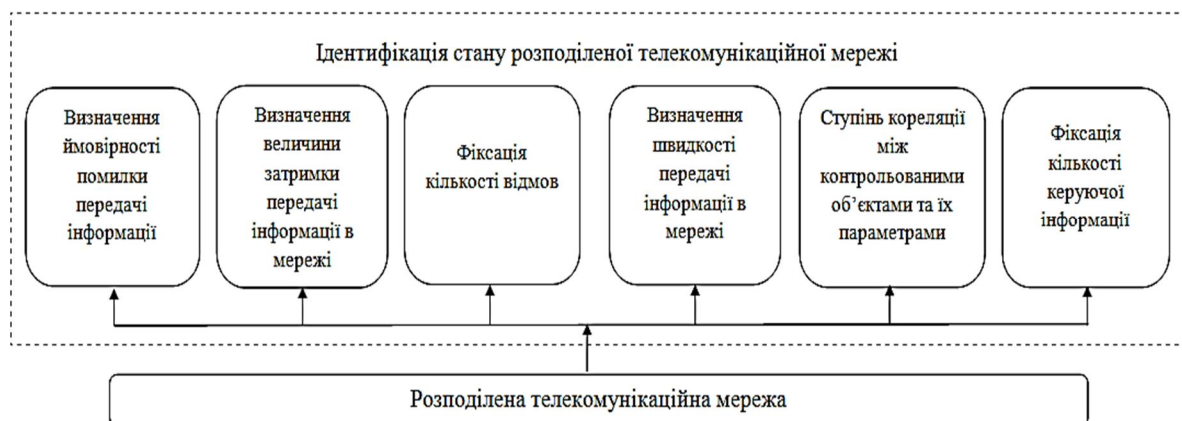 Ідентифікація стану розподіленої телекомунікаційної мережі
Визначення
ймовірності
помилки
передачі
інформації
Визначення
величини
затримки
передачі
інформації в
мережі
Фіксація
кількості відмов
Визначення
швидкості
передачі
інформації в
мережі
Ступінь кореляції
між
контрольованими
об’єктами та їх
параметрами
Фіксація
кількості
керуючої
інформації
Розподілена телекомунікаційна мережа